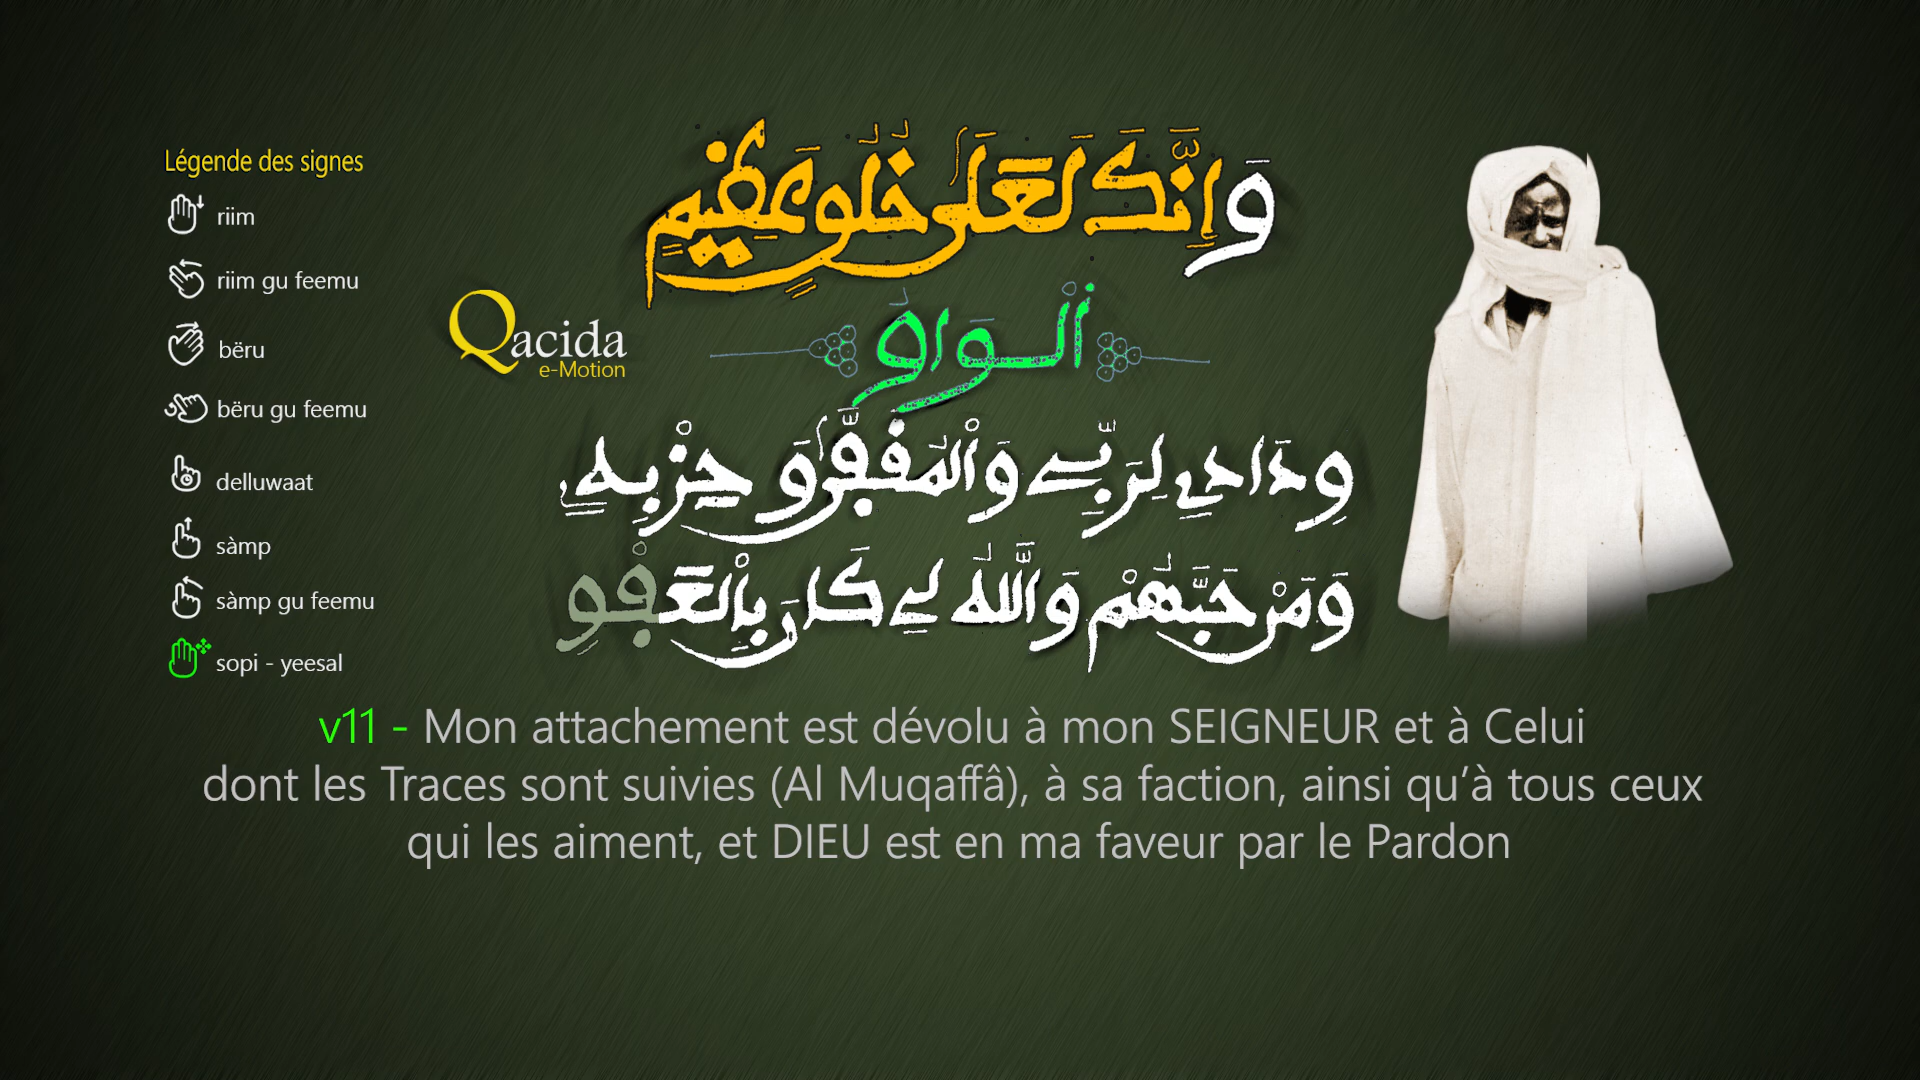 Légende des signes
riim
riim gu feemu
bëru
bëru gu feemu
delluwaat
sàmp
sàmp gu feemu
sopi - yeesal
Qacida
e-Motion
وَإِنَّكَ لَعَلَىٰ خُلُوٍ عَظِيمٍ
الْوَاوُ
وِدَادِي لِرَبِّي وَالْمُقَفَّىٰ وَحِزْبِهِ
وَمَنْ حَبَّهُمْ وَاللَّهُ لِي كَانَ بِالْعَفْوِ
v11 - Mon attachement est dévolu à mon SEIGNEUR et à Celui
dont les Traces sont suivies (Al Muqaffâ), à sa faction, ainsi qu’à tous ceux
qui les aiment, et DIEU est en ma faveur par le Pardon